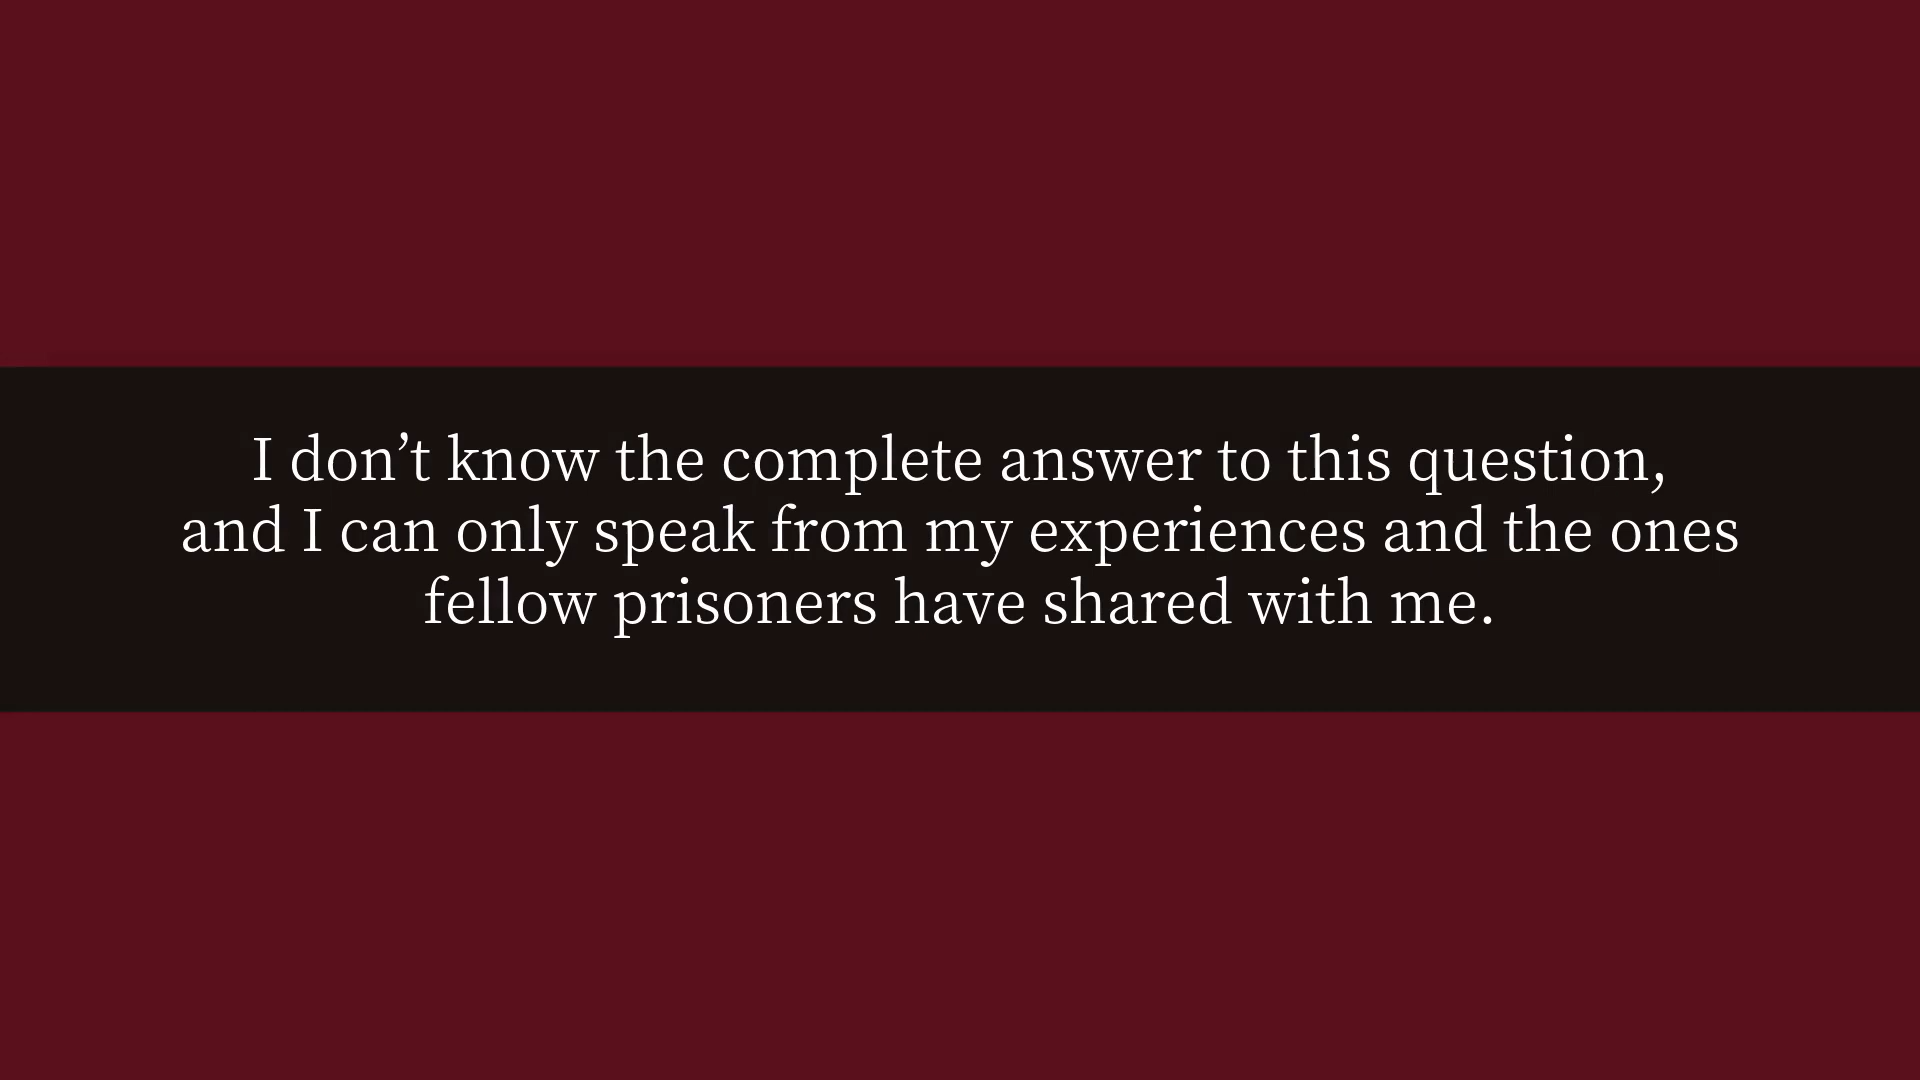 I don’t know the complete answer to this question,
and I can only speak from my experiences and the ones
fellow prisoners have shared with me.